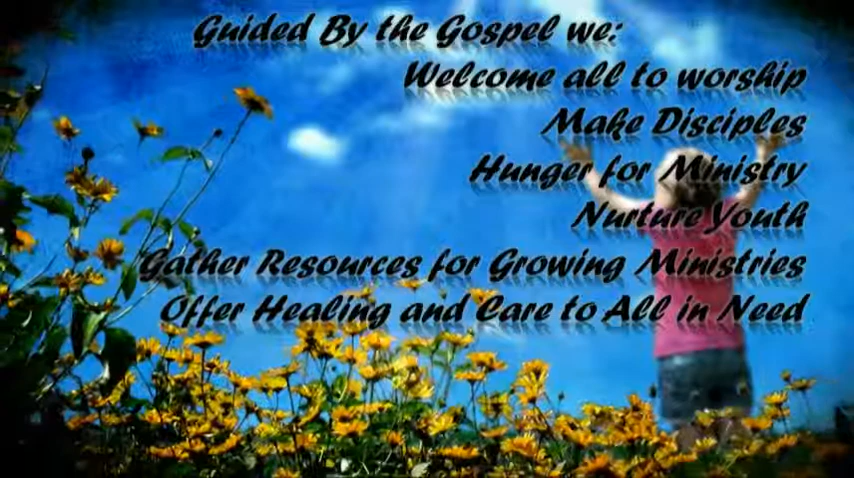 Guided By the Gospel we:
Welcome all to worship
Make Disciples
Hunger for Ministry
Nurture Youth
Gather Resources for Growing Ministries
Offer Healing and Care to All in Need